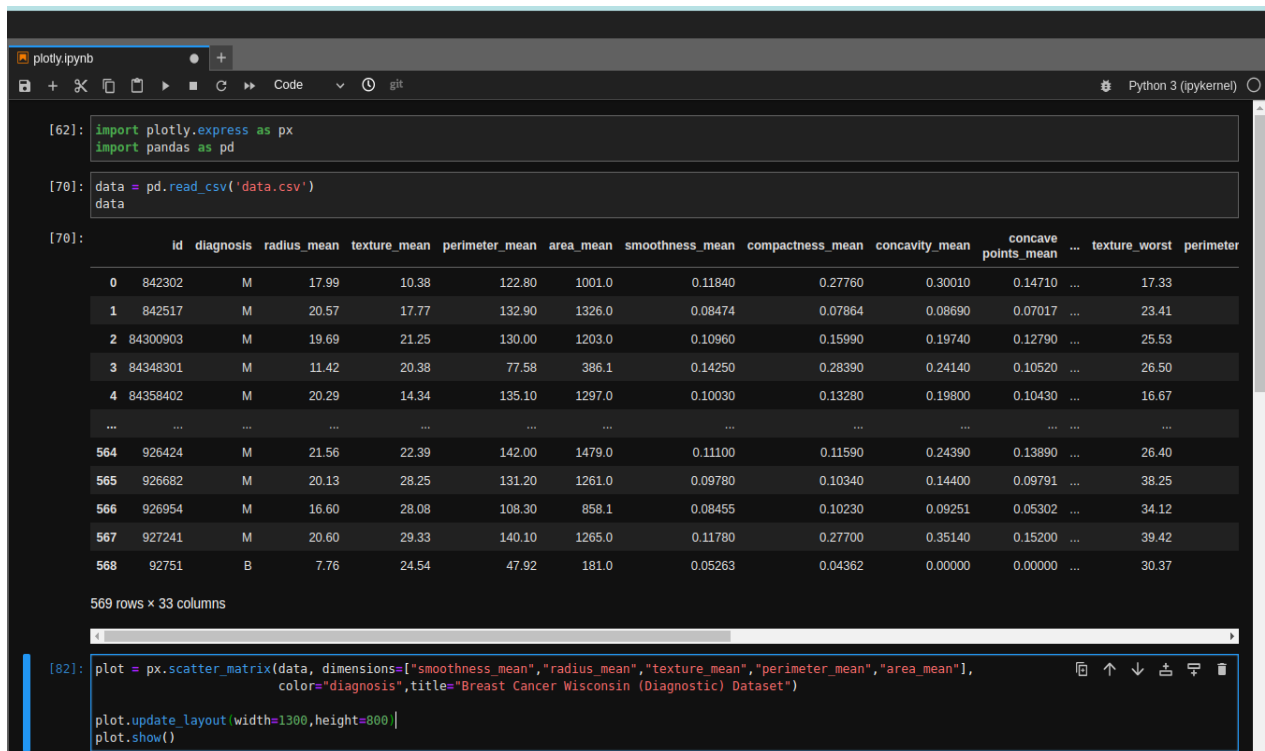 plotly.ipynb
Code git Python 3 (ipykernel)
[62]: import plotly.express as px
import pandas as pd
[70]: data = pd.read_csv('data.csv')
data
[70]: id diagnosis radius_mean texture_mean perimeter_mean area_mean smoothness_mean compactness_mean concavity_mean concave points_mean ... texture_worst perimeter
0 842302 M 17.99 10.38 122.80 1001.0 0.11840 0.27760 0.30010 0.14710 ... 17.33
1 842517 M 20.57 17.77 132.90 1326.0 0.08474 0.07864 0.08690 0.07017 ... 23.41
2 84300903 M 19.69 21.25 130.00 1203.0 0.10960 0.15990 0.19740 0.12790 ... 25.53
3 84348301 M 11.42 20.38 77.58 386.1 0.14250 0.28390 0.24140 0.10520 ... 26.50
4 84358402 M 20.29 14.34 135.10 1297.0 0.10030 0.13280 0.19800 0.10430 ... 16.67
... ... ... ... ... ... ... ... ... ... ... ... ...
564 926424 M 21.56 22.39 142.00 1479.0 0.11100 0.11590 0.24390 0.13890 ... 26.40
565 926682 M 20.13 28.25 131.20 1261.0 0.09780 0.10340 0.14400 0.09791 ... 38.25
566 926954 M 16.60 28.08 108.30 858.1 0.08455 0.10230 0.09251 0.05302 ... 34.12
567 927241 M 20.60 29.33 140.10 1265.0 0.11780 0.27700 0.35140 0.15200 ... 39.42
568 92751 B 7.76 24.54 47.92 181.0 0.05263 0.04362 0.00000 0.00000 ... 30.37
569 rows × 33 columns
[82]: plot = px.scatter_matrix(data, dimensions=["smoothness_mean","radius_mean","texture_mean","perimeter_mean","area_mean"],
color="diagnosis",title="Breast Cancer Wisconsin (Diagnostic) Dataset")
plot.update_layout(width=1300,height=800)
plot.show()